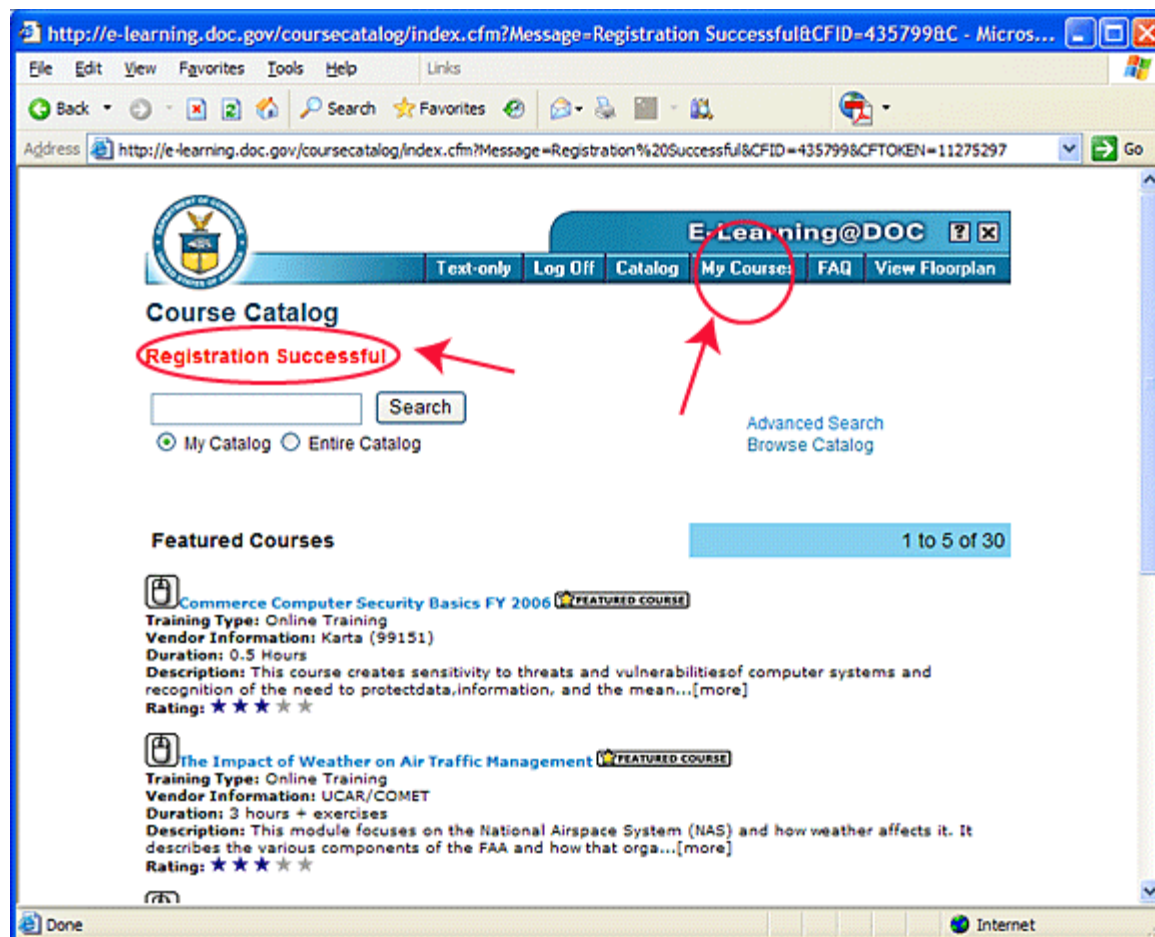 http://e-learning.doc.gov/coursecatalog/index.cfm?Message=Registration Successful&CFID=435799&C - Micros...
File Edit View Favorites Tools Help Links
Back Search Favorites
Address http://e-learning.doc.gov/coursecatalog/index.cfm?Message=Registration%20Successful&CFID=435799&CFTOKEN=11275297 Go
DEPARTMENT OF COMMERCE
UNITED STATES OF AMERICA
E-Learning@DOC ?
Text-only Log Off Catalog My Courses FAQ View Floorplan
Course Catalog
Registration Successful
Search
My Catalog Entire Catalog
Advanced Search
Browse Catalog
Featured Courses 1 to 5 of 30
Commerce Computer Security Basics FY 2006 FEATURED COURSE
Training Type: Online Training
Vendor Information: Karta (99151)
Duration: 0.5 Hours
Description: This course creates sensitivity to threats and vulnerabilitiesof computer systems and
recognition of the need to protectdata,information, and the mean...[more]
Rating:
The Impact of Weather on Air Traffic Management FEATURED COURSE
Training Type: Online Training
Vendor Information: UCAR/COMET
Duration: 3 hours + exercises
Description: This module focuses on the National Airspace System (NAS) and how weather affects it. It
describes the various components of the FAA and how that orga...[more]
Rating:
Done Internet